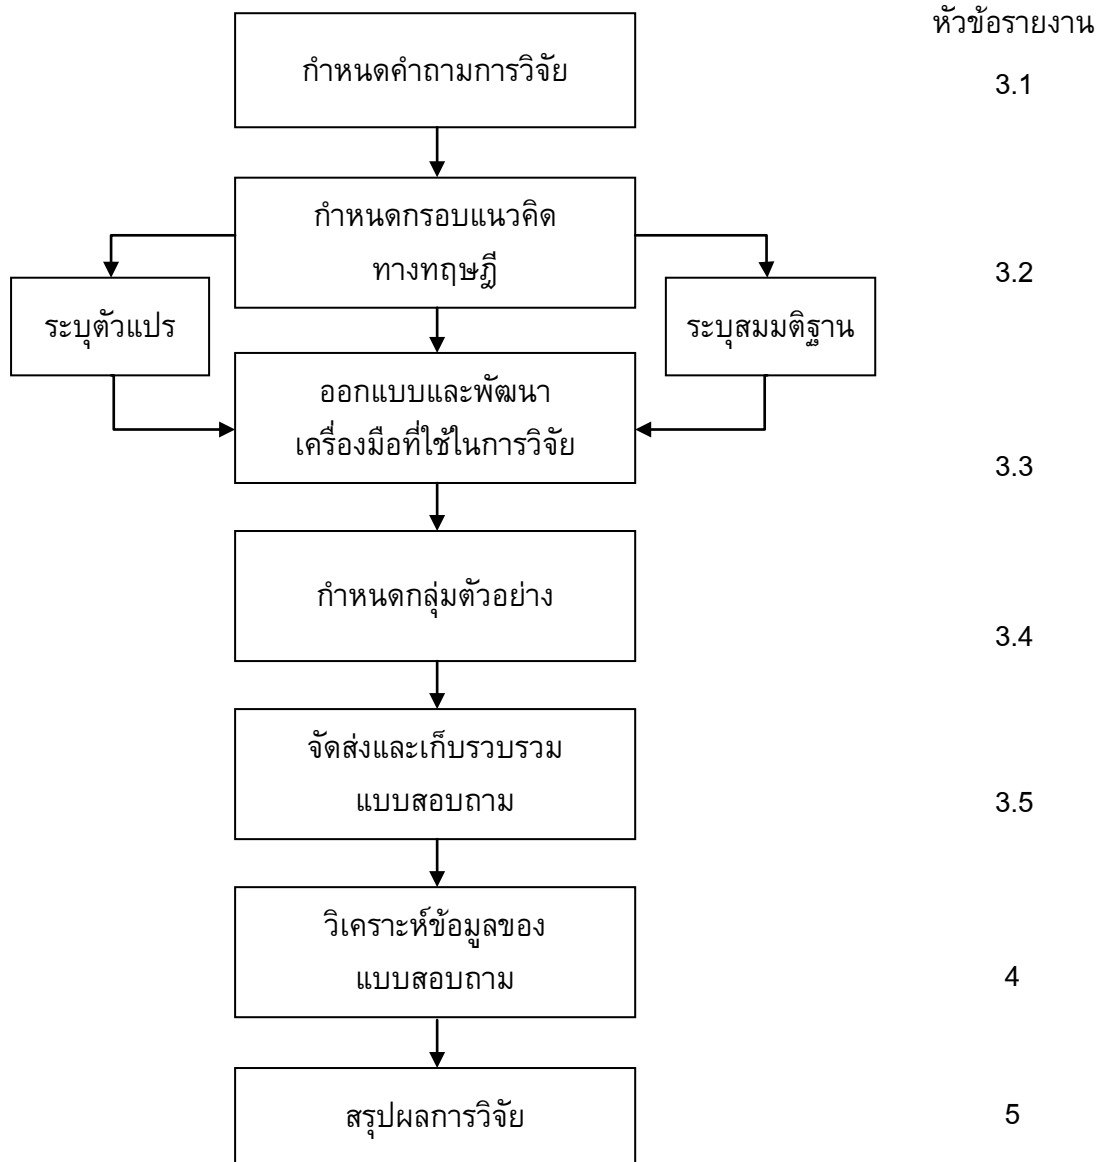 หัวข้อรายงาน
กำหนดคำถามการวิจัย
3.1
กำหนดกรอบแนวคิด
ทางทฤษฎี
3.2
ระบุตัวแปร
ระบุสมมติฐาน
ออกแบบและพัฒนา
เครื่องมือที่ใช้ในการวิจัย
3.3
กำหนดกลุ่มตัวอย่าง
3.4
จัดส่งและเก็บรวบรวม
แบบสอบถาม
3.5
วิเคราะห์ข้อมูลของ
แบบสอบถาม
4
สรุปผลการวิจัย
5